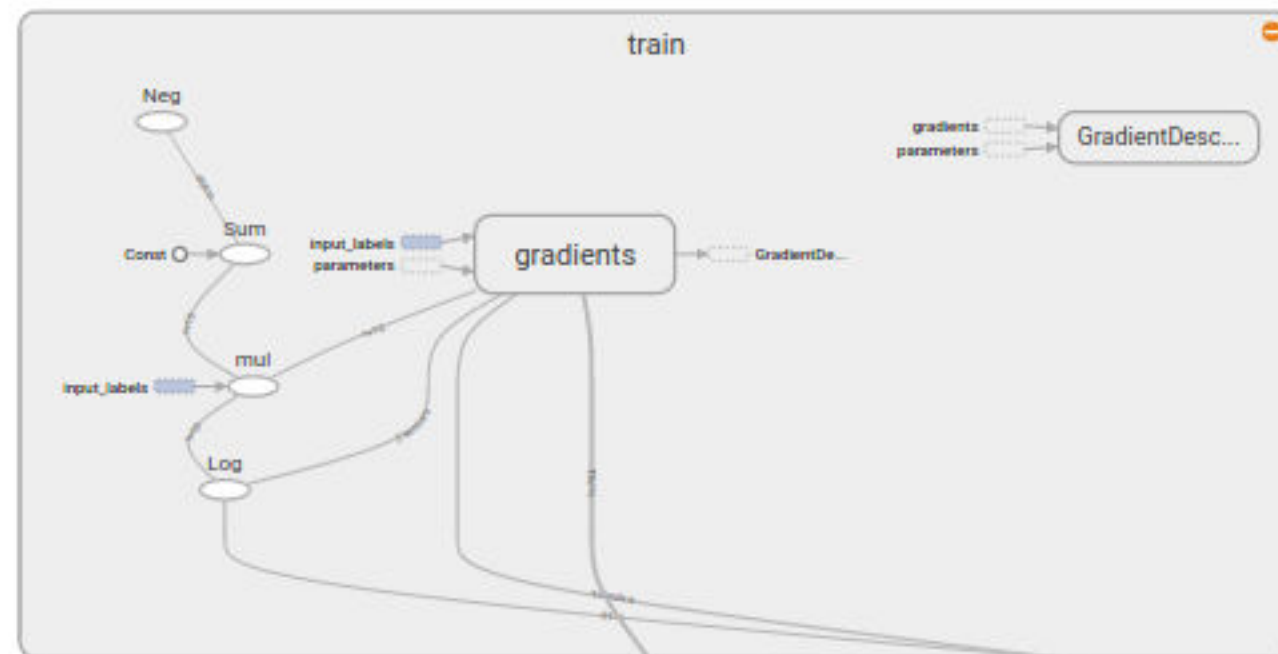 train
Neg
gradients
parameters
GradientDesc...
Sum
Const
input_labels
parameters
gradients
GradientDe...
mul
input_labels
Log